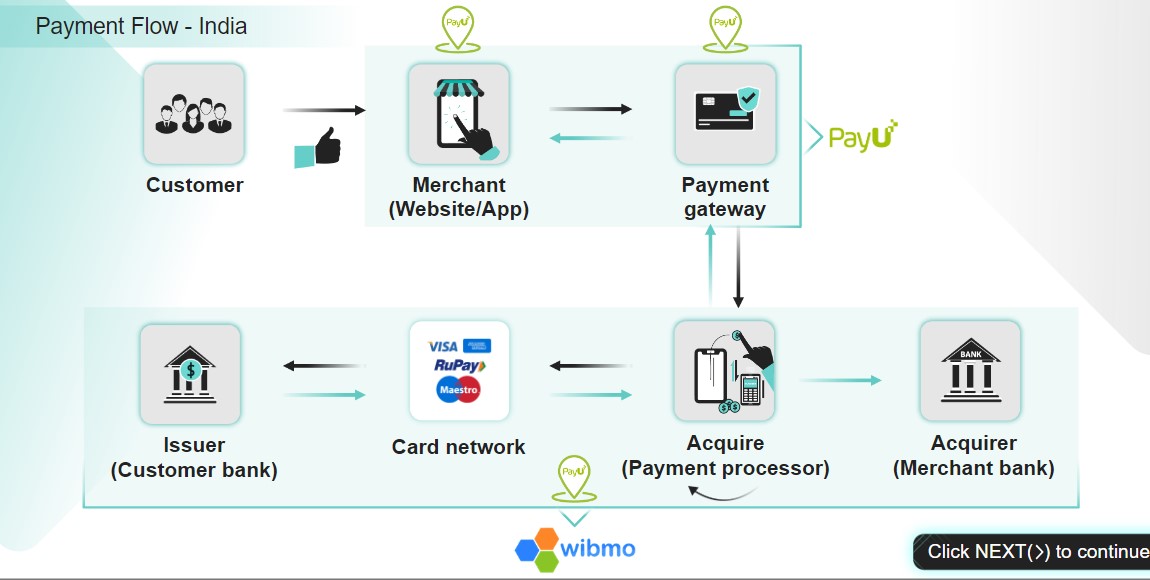 Payment Flow - India
PayU
PayU
Customer
Merchant
(Website/App)
Payment
gateway
PayU
VISA
RuPay
Maestro
$
BANK
Issuer
(Customer bank)
Card network
Acquire
(Payment processor)
Acquirer
(Merchant bank)
PayU
wibmo
Click NEXT(>) to continue